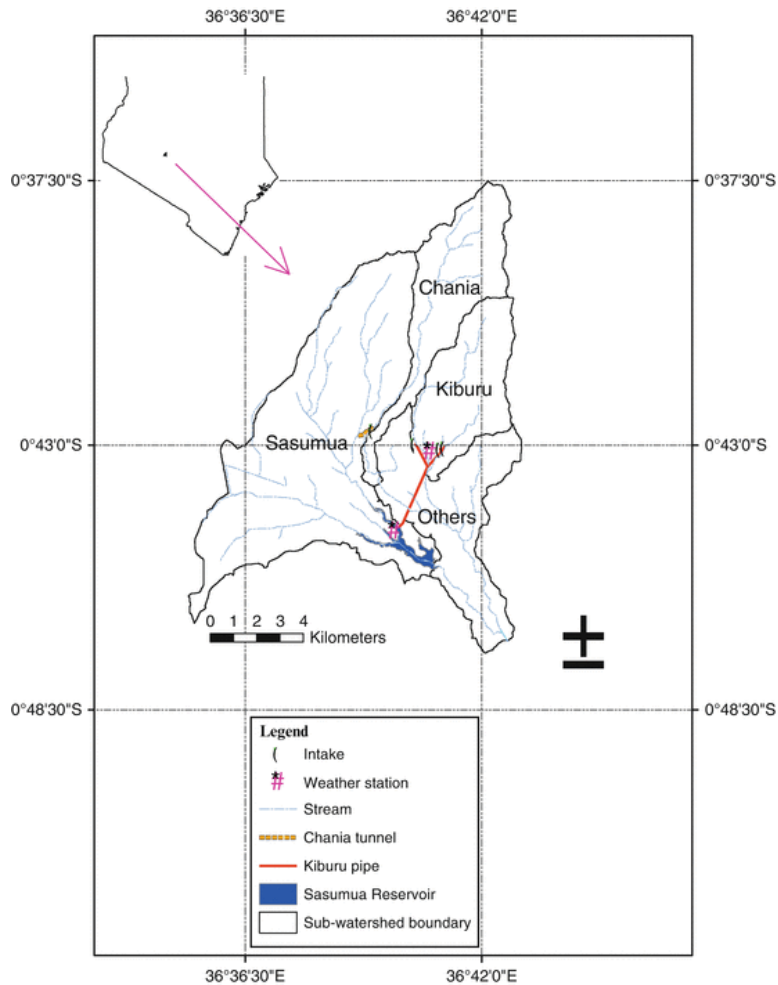 36°36'30"E 36°42'0"E
0°37'30"S 0°37'30"S
Chania
Kiburu
0°43'0"S Sasumua 0°43'0"S
Others
0 1 2 3 4
Kilometers
0°48'30"S 0°48'30"S
Legend
Intake
Weather station
Stream
Chania tunnel
Kiburu pipe
Sasumua Reservoir
Sub-watershed boundary
36°36'30"E 36°42'0"E